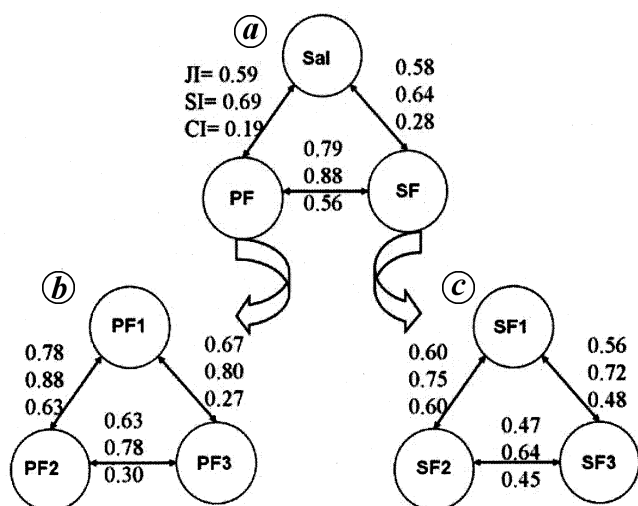 a
Sal
JI= 0.59
SI= 0.69
CI= 0.19
0.58
0.64
0.28
0.79
0.88
0.56
PF
SF
b
PF1
0.78
0.88
0.63
0.67
0.80
0.27
0.63
0.78
0.30
PF2
PF3
c
SF1
0.60
0.75
0.60
0.56
0.72
0.48
0.47
0.64
0.45
SF2
SF3